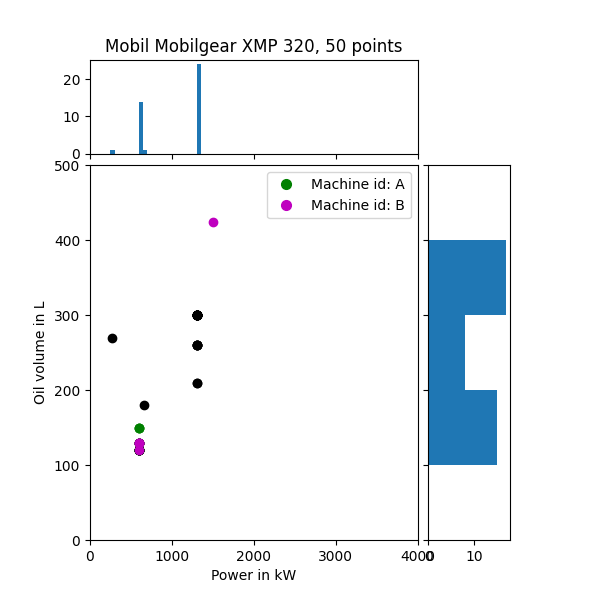 Mobil Mobilgear XMP 320, 50 points
20
10
0
500
400
300
200
100
0
Machine id: A
Machine id: B
Oil volume in L
0 1000 2000 3000 4000
0 10
Power in kW